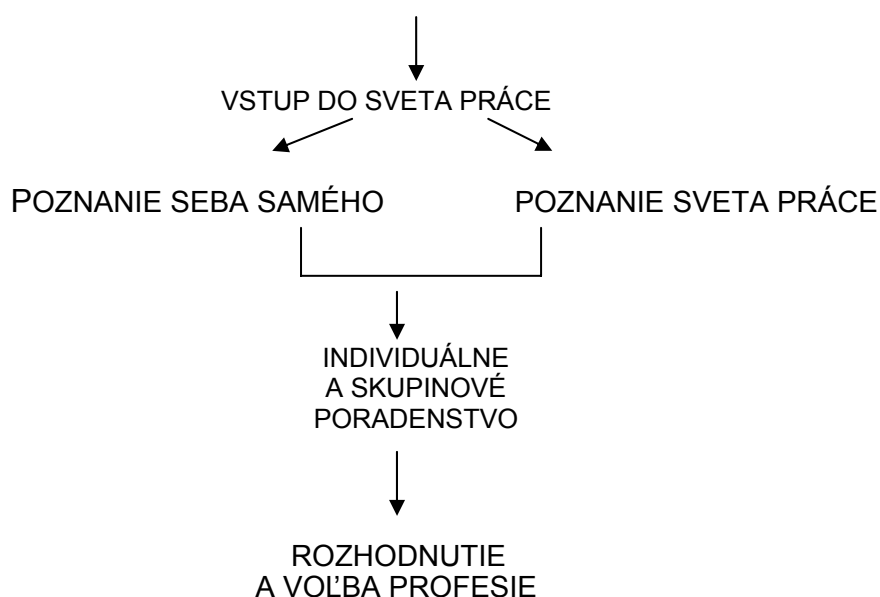 VSTUP DO SVETA PRÁCE
POZNANIE SEBA SAMÉHO
POZNANIE SVETA PRÁCE
INDIVIDUÁLNE
A SKUPINOVÉ
PORADENSTVO
ROZHODNUTIE
A VOĽBA PROFESIE